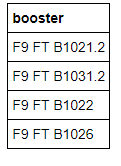 booster
F9 FT B1021.2
F9 FT B1031.2
F9 FT B1022
F9 FT B1026